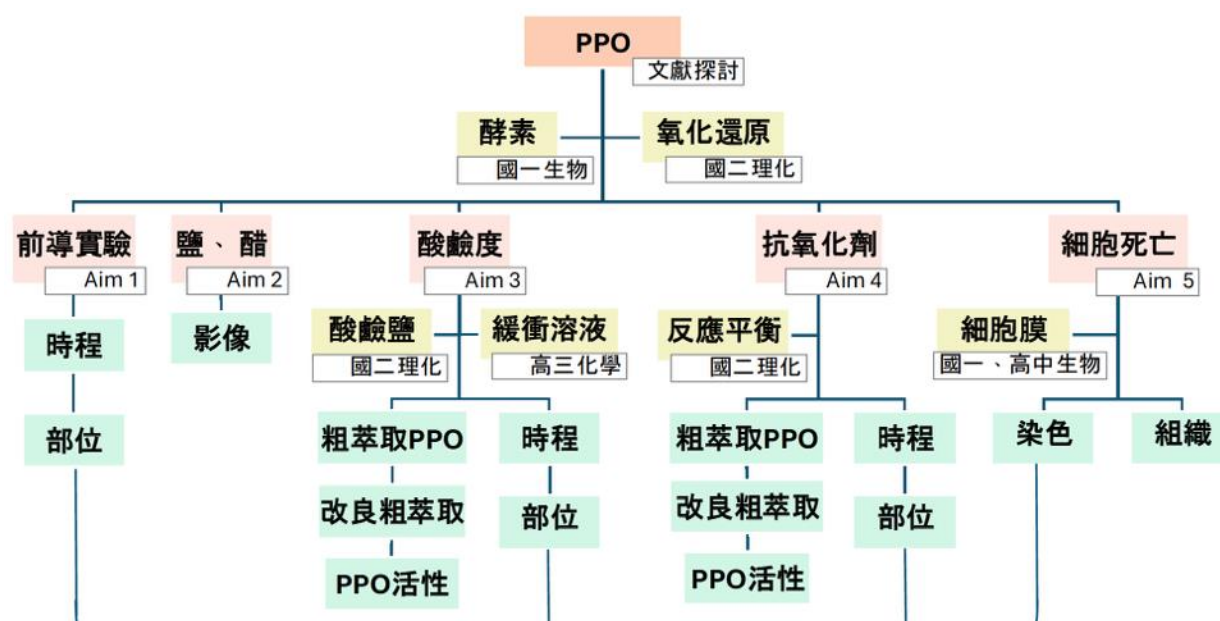 PPO
文獻探討
酵素
國一生物
氧化還原
國二理化
前導實驗
Aim 1
鹽、醋
Aim 2
酸鹼度
Aim 3
抗氧化劑
Aim 4
細胞死亡
Aim 5
時程
部位
影像
酸鹼鹽
國二理化
緩衝溶液
高三化學
粗萃取PPO
改良粗萃取
PPO活性
時程
部位
反應平衡
國二理化
粗萃取PPO
改良粗萃取
PPO活性
時程
部位
細胞膜
國一、高中生物
染色
組織